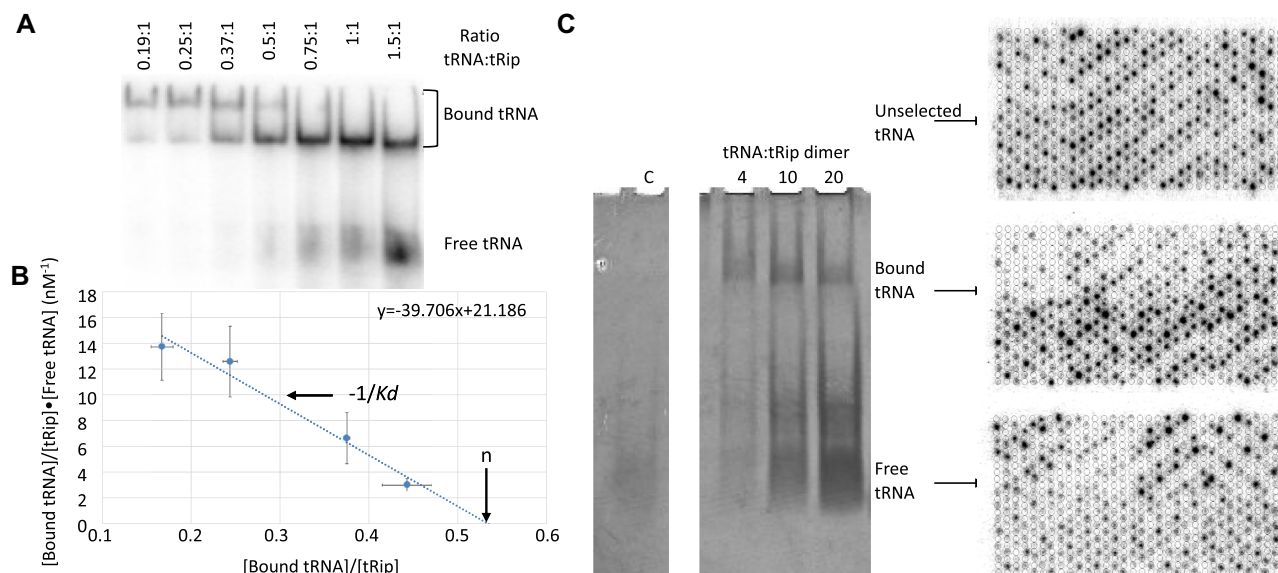 A
0.19:1 0.25:1 0.37:1 0.5:1 0.75:1 1:1 1.5:1
Ratio
tRNA:tRip
Bound tRNA
Free tRNA
B
[Bound tRNA]/[tRip]•[Free tRNA] (nM⁻¹)
18
16
14
12
10
8
6
4
2
0
y=-39.706x+21.186
-1/Kd
n
0.1 0.2 0.3 0.4 0.5 0.6
[Bound tRNA]/[tRip]
C
tRNA:tRip dimer
C 4 10 20
Unselected
tRNA
Bound
tRNA
Free
tRNA